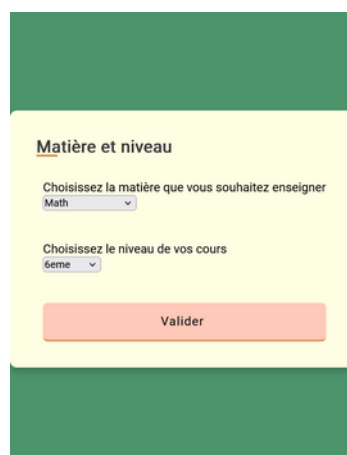 Matière et niveau
Choisissez la matière que vous souhaitez enseigner
Math
Choisissez le niveau de vos cours
6eme
Valider